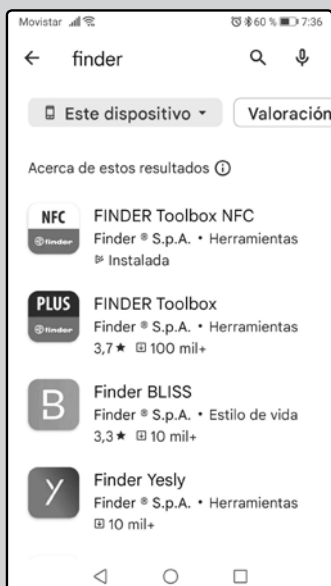 Movistar 60 % 7:36
finder
Este dispositivo Valoración
Acerca de estos resultados
NFC
finder
FINDER Toolbox NFC
Finder ® S.p.A. • Herramientas
Instalada
PLUS
finder
FINDER Toolbox
Finder ® S.p.A. • Herramientas
3,7★ 100 mil+
B
Finder BLISS
Finder ® S.p.A. • Estilo de vida
3,3★ 10 mil+
Y
Finder Yesly
Finder ® S.p.A. • Herramientas
10 mil+